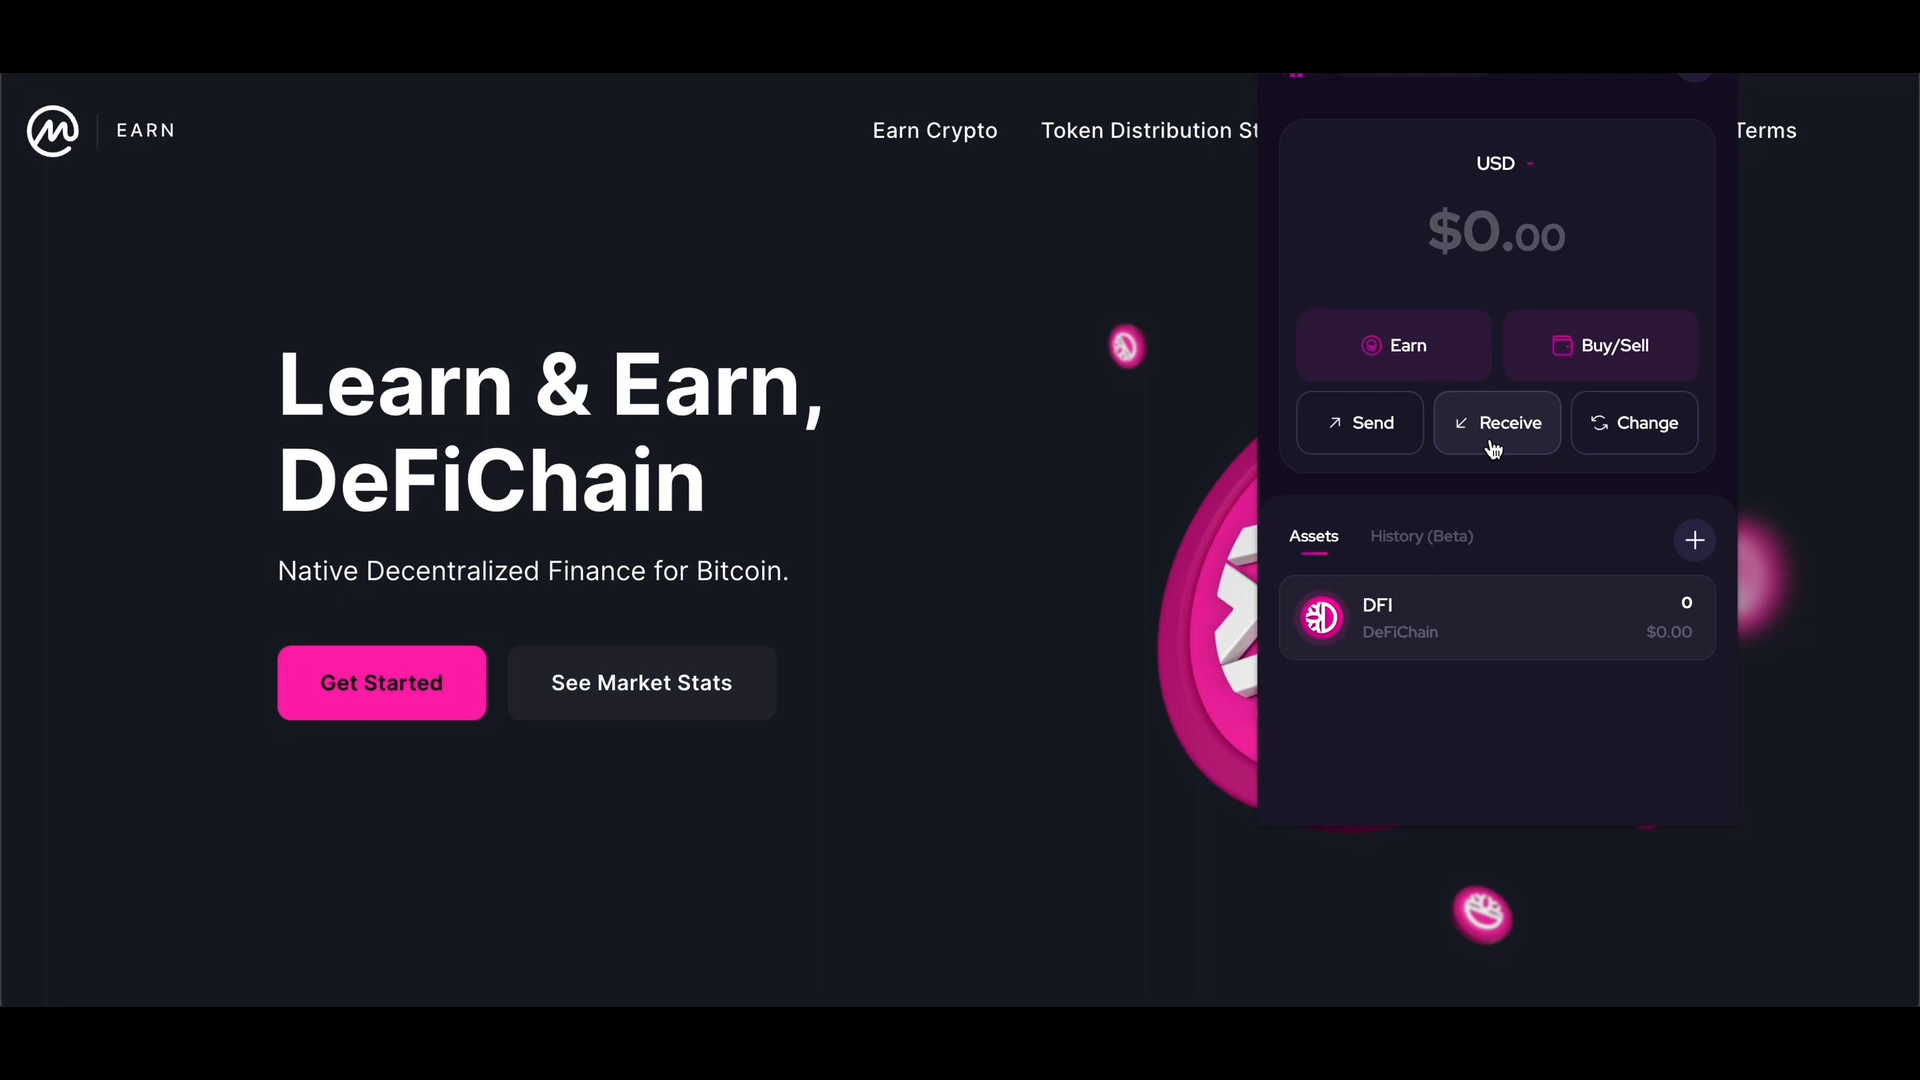 EARN
Earn Crypto
Token Distribution St
Terms
Learn & Earn,
DeFiChain
Native Decentralized Finance for Bitcoin.
Get Started
See Market Stats
USD
$0.00
Earn
Buy/Sell
Send
Receive
Change
Assets
History (Beta)
DFI
0
DeFiChain
$0.00